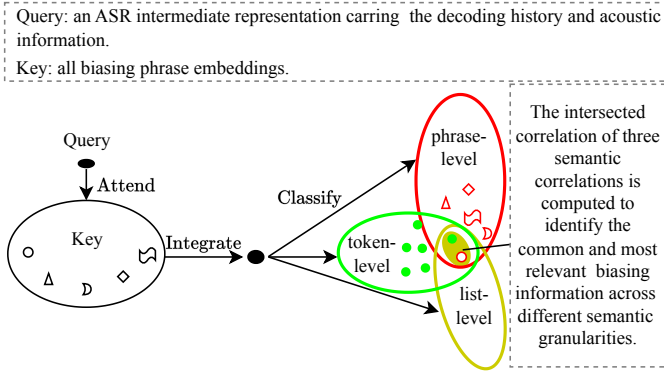 Query: an ASR intermediate representation carring the decoding history and acoustic
information.
Key: all biasing phrase embeddings.
Query
Attend
Key
Integrate
Classify
phrase-
level
token-
level
list-
level
The intersected
correlation of three
semantic
correlations is
computed to
identify the
common and most
relevant biasing
information across
different semantic
granularities.